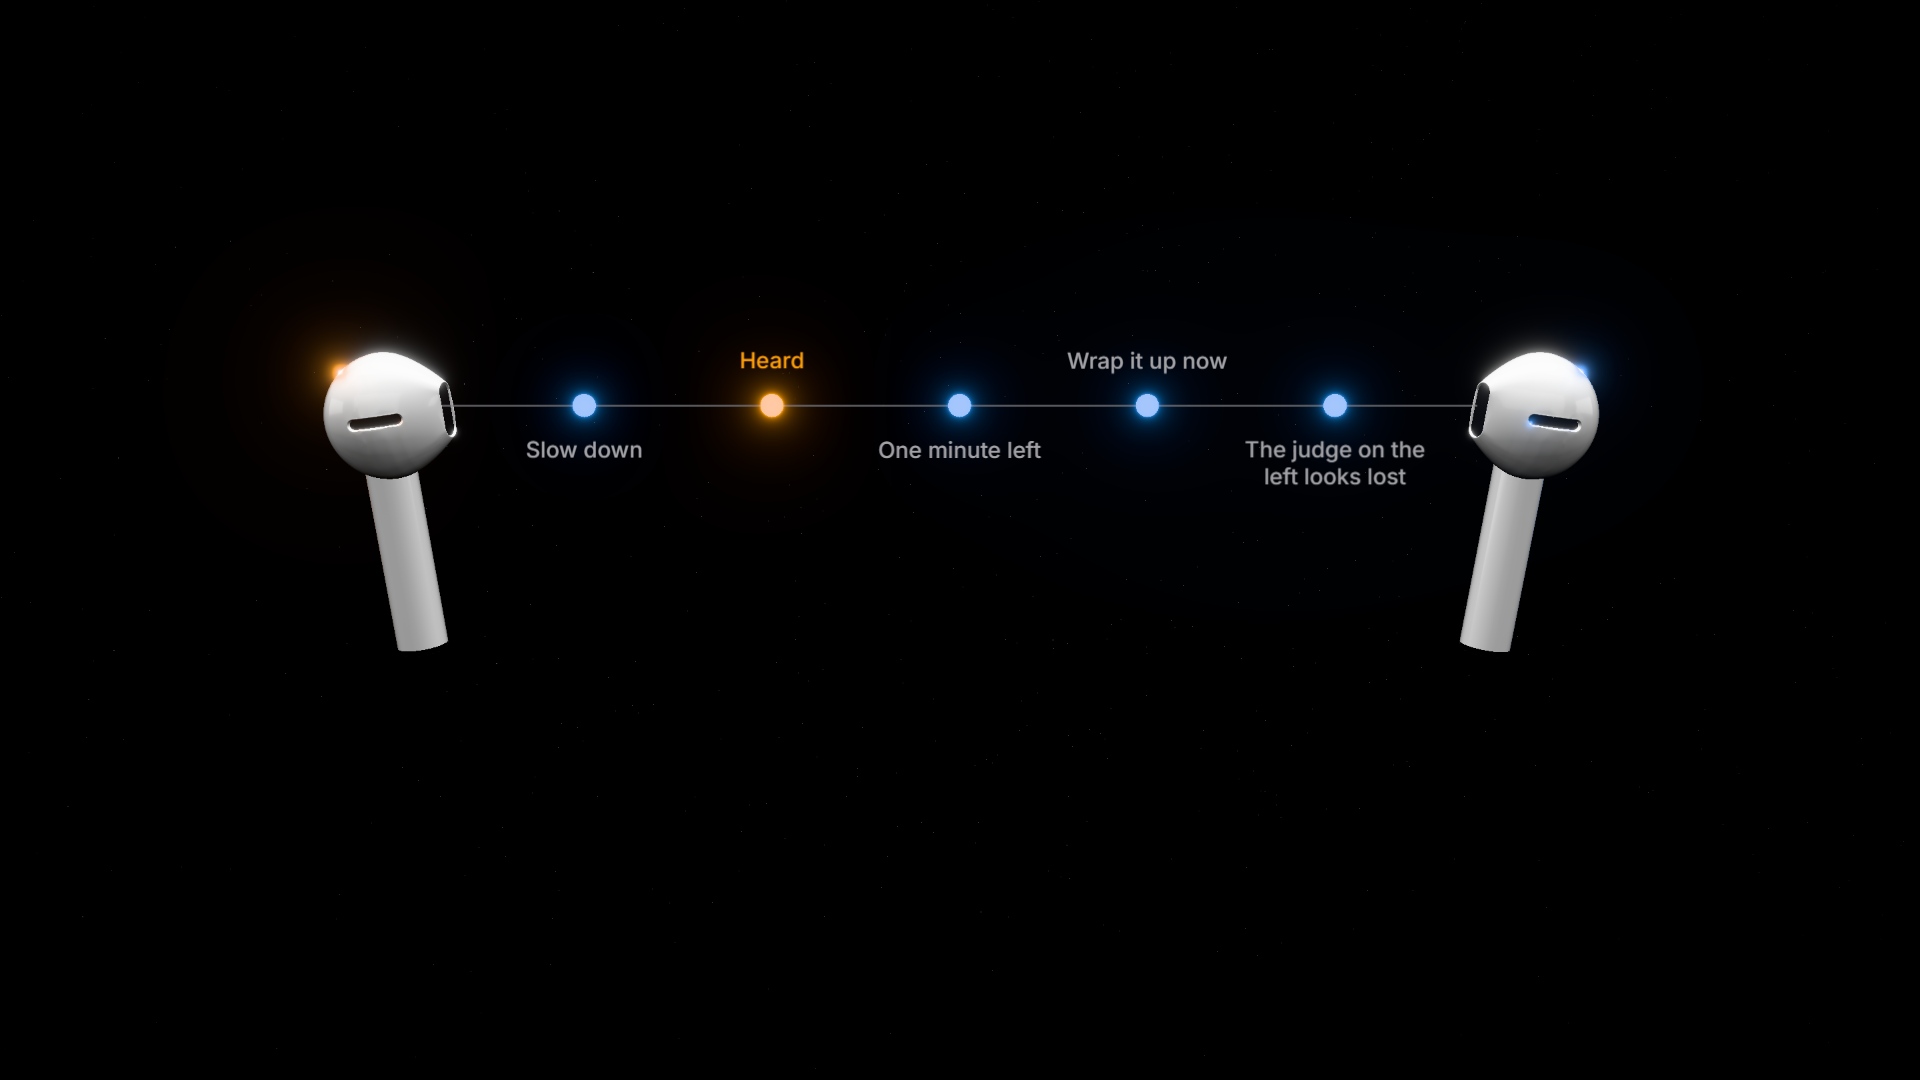 Slow down
Heard
One minute left
Wrap it up now
The judge on the
left looks lost